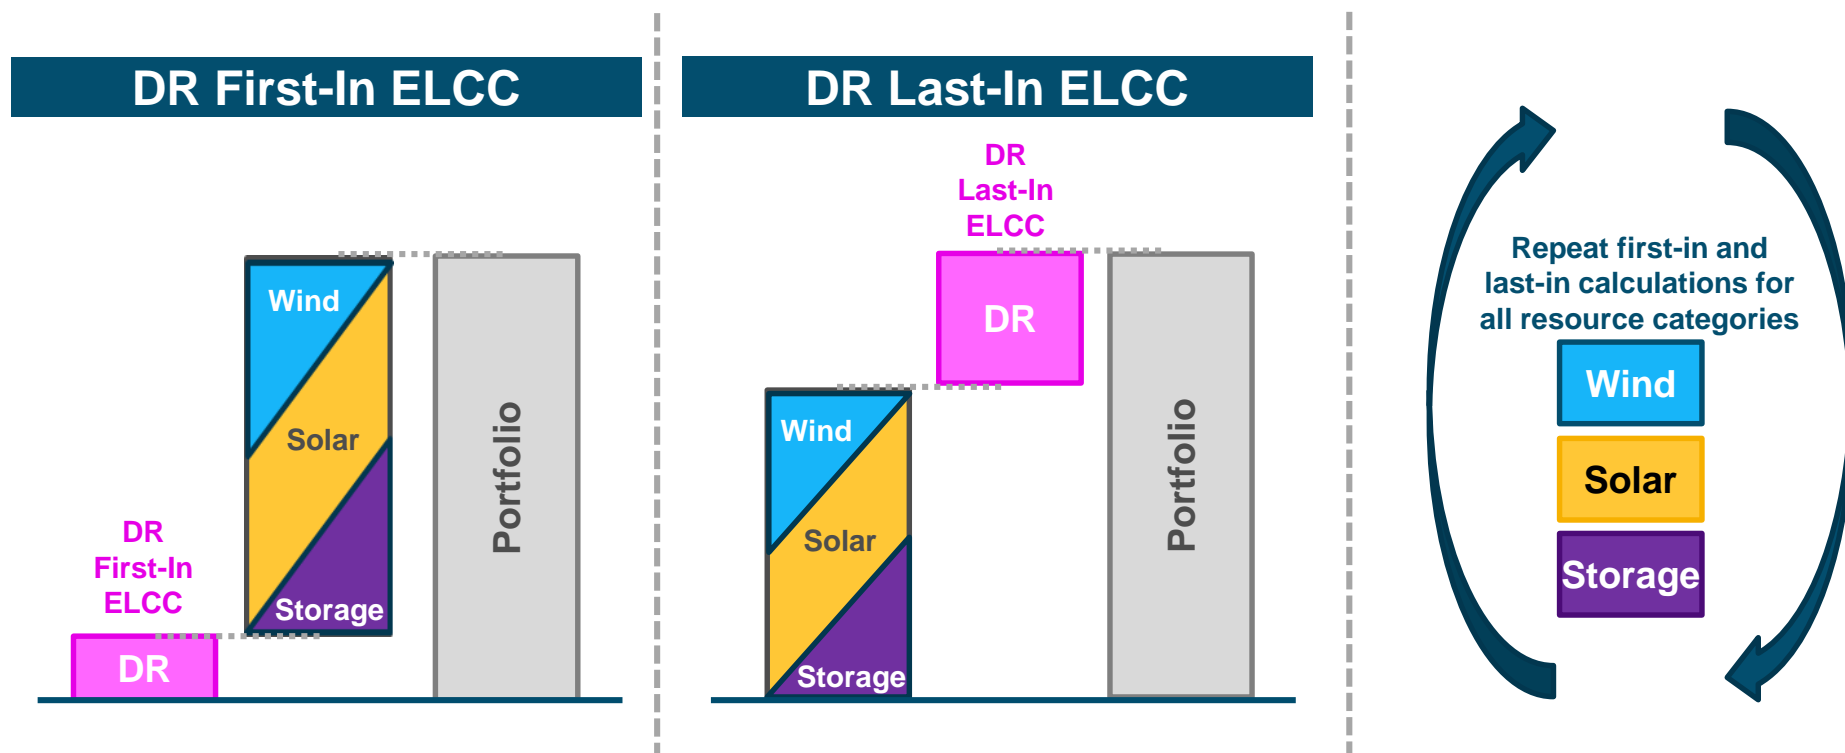 DR First-In ELCC
Wind
Solar
Storage
DR
First-In
ELCC
DR
Portfolio
DR Last-In ELCC
DR
Last-In
ELCC
DR
Wind
Solar
Storage
Portfolio
Repeat first-in and
last-in calculations for
all resource categories
Wind
Solar
Storage